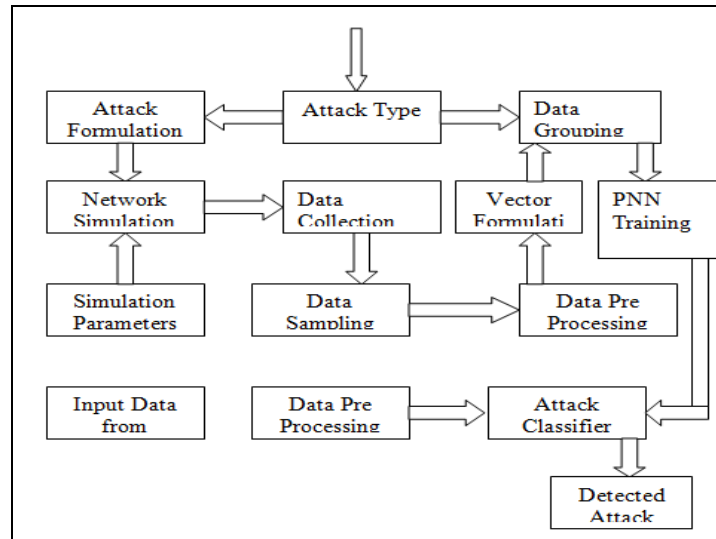 Attack
Formulation
Attack Type
Data
Grouping
Network
Simulation
Data
Collection
Vector
Formulati
PNN
Training
Simulation
Parameters
Data
Sampling
Data Pre
Processing
Input Data
from
Data Pre
Processing
Attack
Classifier
Detected
Attack